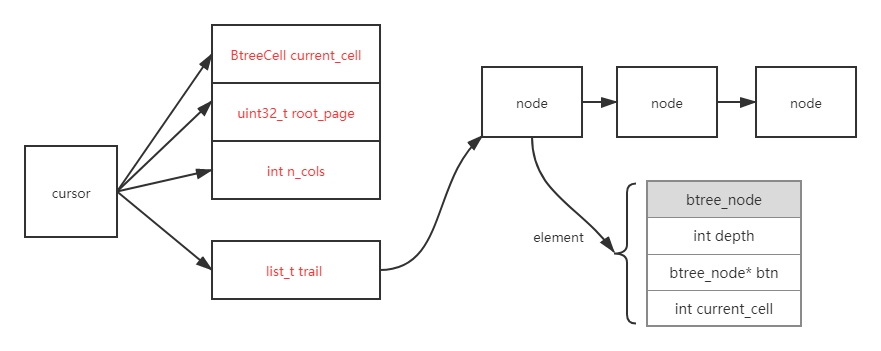 cursor
BtreeCell current_cell
uint32_t root_page
int n_cols
list_t trail
node
node
node
element
btree_node
int depth
btree_node* btn
int current_cell